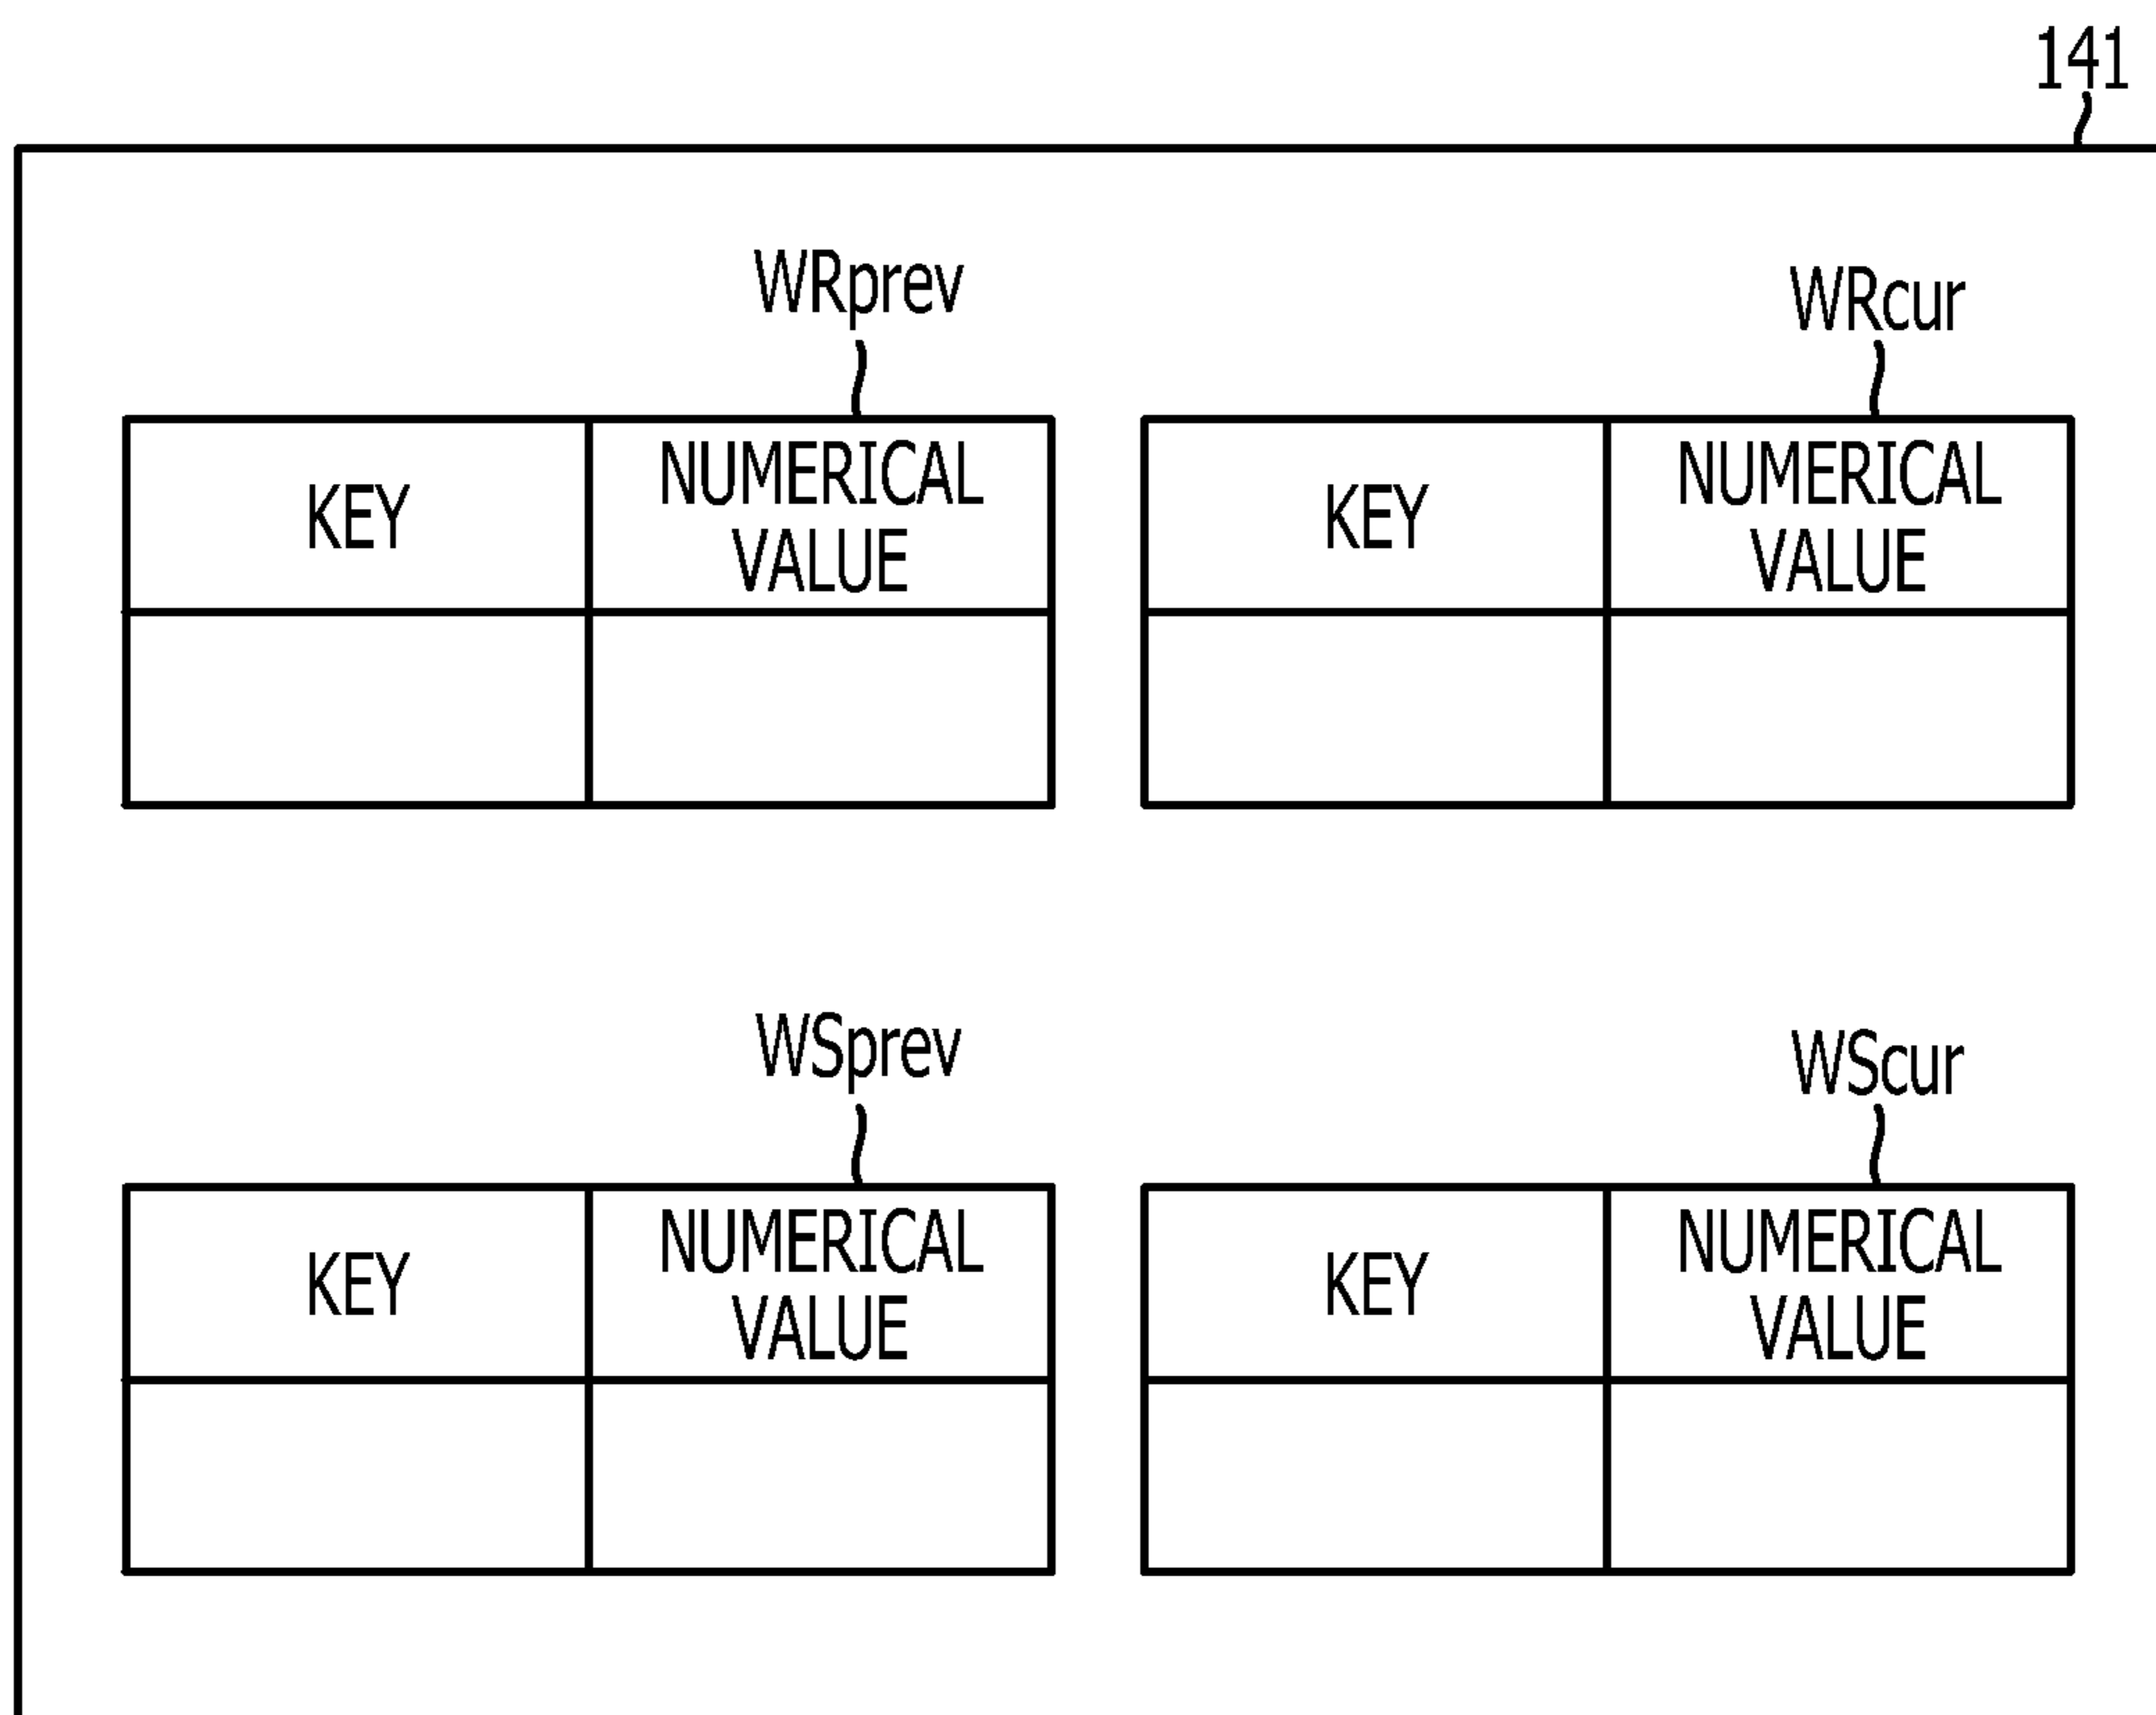 141
WRprev
WRcur
KEY
NUMERICAL
VALUE
KEY
NUMERICAL
VALUE
WSprev
WScur
KEY
NUMERICAL
VALUE
KEY
NUMERICAL
VALUE